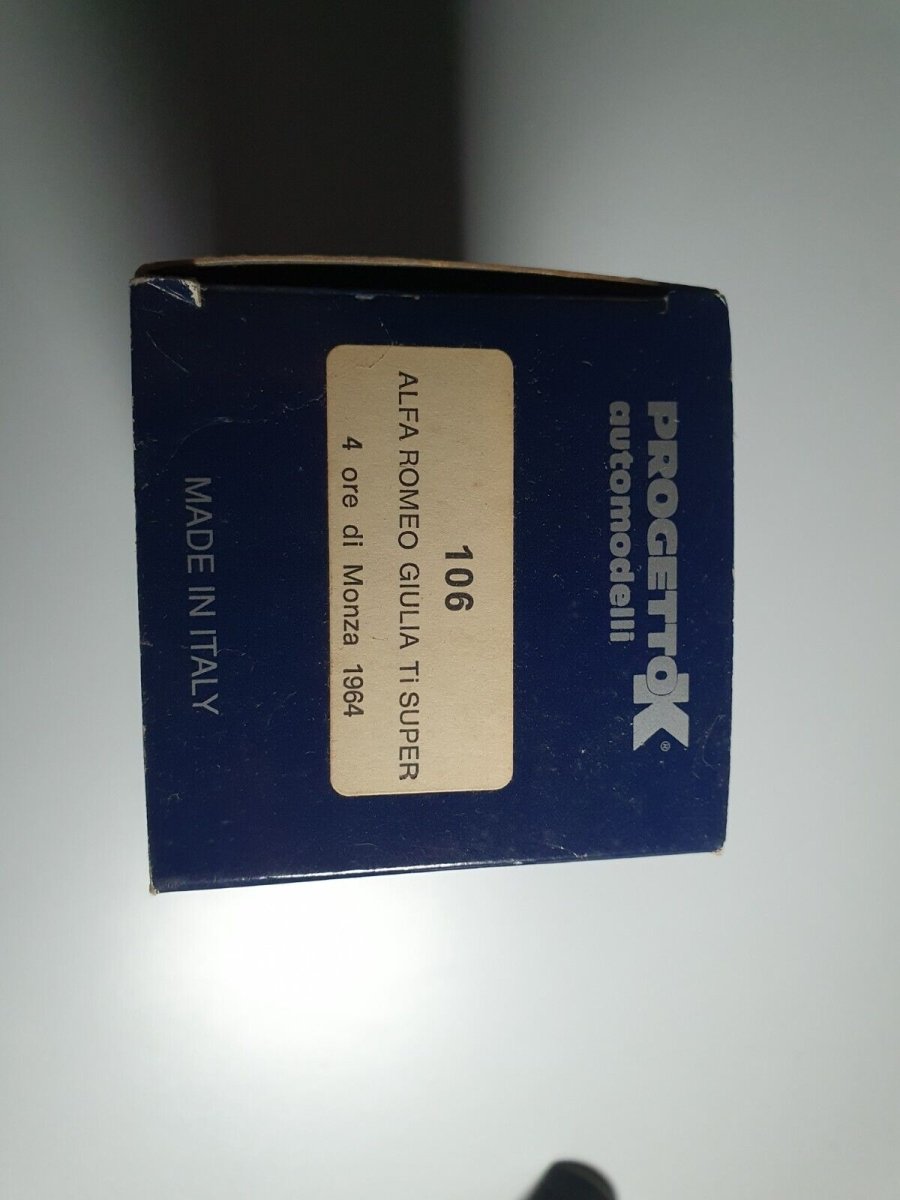 PROGETTO K®
automodelli
106
ALFA ROMEO GIULIA Ti SUPER
4 ore di Monza 1964
MADE IN ITALY